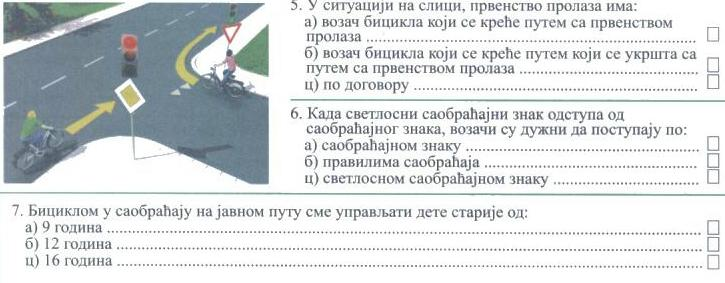 5. У ситуацији на слици, првенство пролаза има:
а) возач бицикла који се креће путем са првенством
пролаза
б) возач бицикла који се креће путем који се укршта са
путем са првенством пролаза
ц) по договору
6. Када светлосни саобраћајни знак одступа од
саобраћајног знака, возачи су дужни да поступају по:
а) саобраћајном знаку
б) правилима саобраћаја
ц) светлосном саобраћајном знаку
7. Бициклом у саобраћају на јавном путу сме управљати дете старије од:
а) 9 година
б) 12 година
ц) 16 година